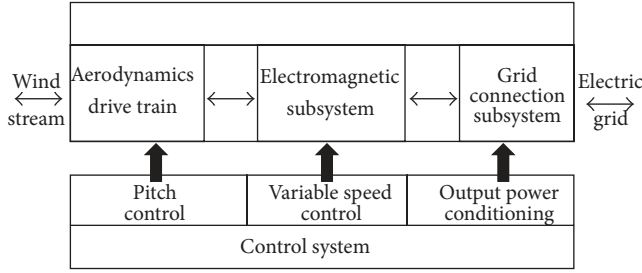 Wind
stream
Aerodynamics
drive train
Electromagnetic
subsystem
Grid
connection
subsystem
Electric
grid
Pitch
control
Variable speed
control
Output power
conditioning
Control system